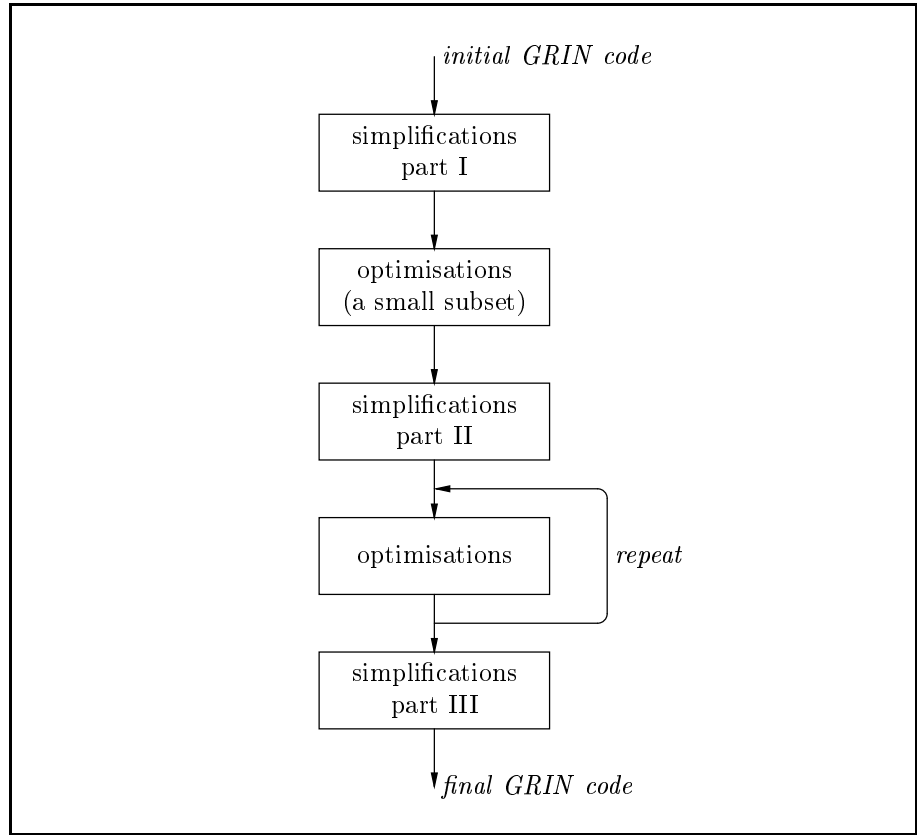 initial GRIN code
simplifications
part I
optimisations
(a small subset)
simplifications
part II
optimisations
repeat
simplifications
part III
final GRIN code